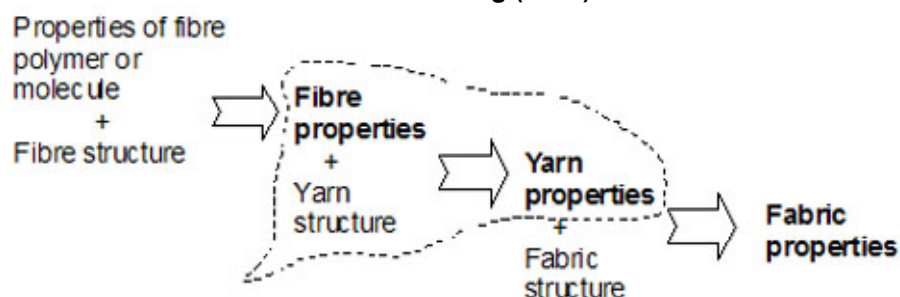 Properties of fibre
polymer or
molecule
+
Fibre structure
Fibre
properties
+
Yarn
structure
Yarn
properties
+
Fabric
structure
Fabric
properties